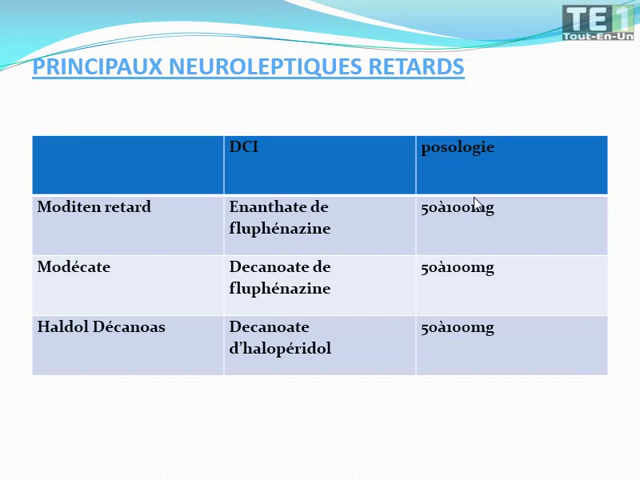 TE1
Tout-En-Un
PRINCIPAUX NEUROLEPTIQUES RETARDS
DCI posologie
Moditen retard Enanthate de 50à100mg
fluphénazine
Modécate Decanoate de 50à100mg
fluphénazine
Haldol Décanoas Decanoate 50à100mg
d’halopéridol